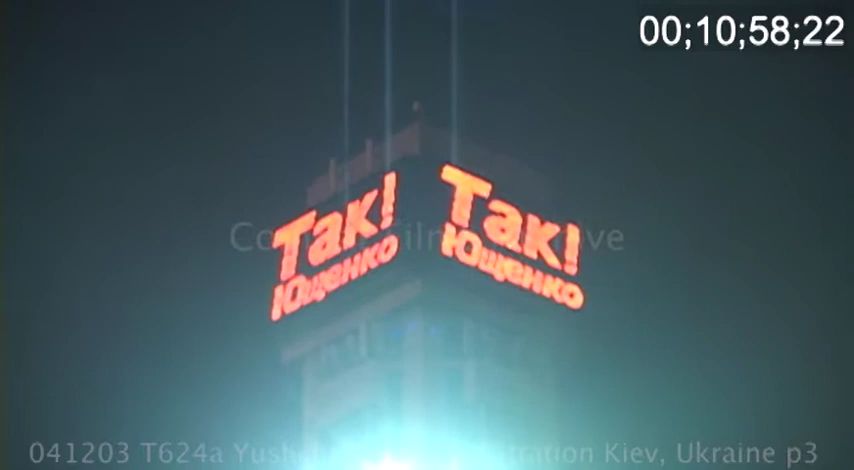 00;10;58;22
Так!
Ющенко
Так!
Ющенко
041203 T624a Kiev, Ukraine p3